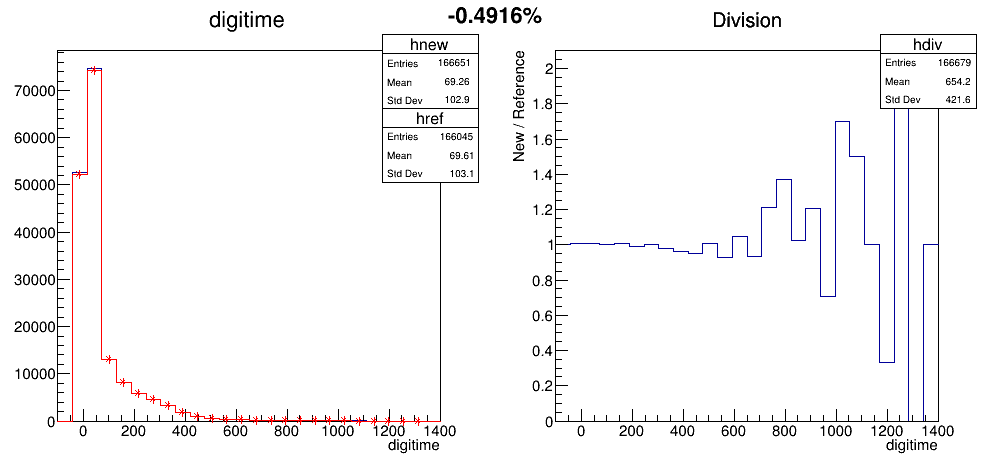 -0.4916%
digitime
hnew
Entries 166651
Mean 69.26
Std Dev 102.9
href
Entries 166045
Mean 69.61
Std Dev 103.1
70000
60000
50000
40000
30000
20000
10000
0
0 200 400 600 800 1000 1200 1400
digitime
Division
hdiv
Entries 166679
Mean 654.2
Std Dev 421.6
New / Reference
2
1.8
1.6
1.4
1.2
1
0.8
0.6
0.4
0.2
0
0 200 400 600 800 1000 1200 1400
digitime